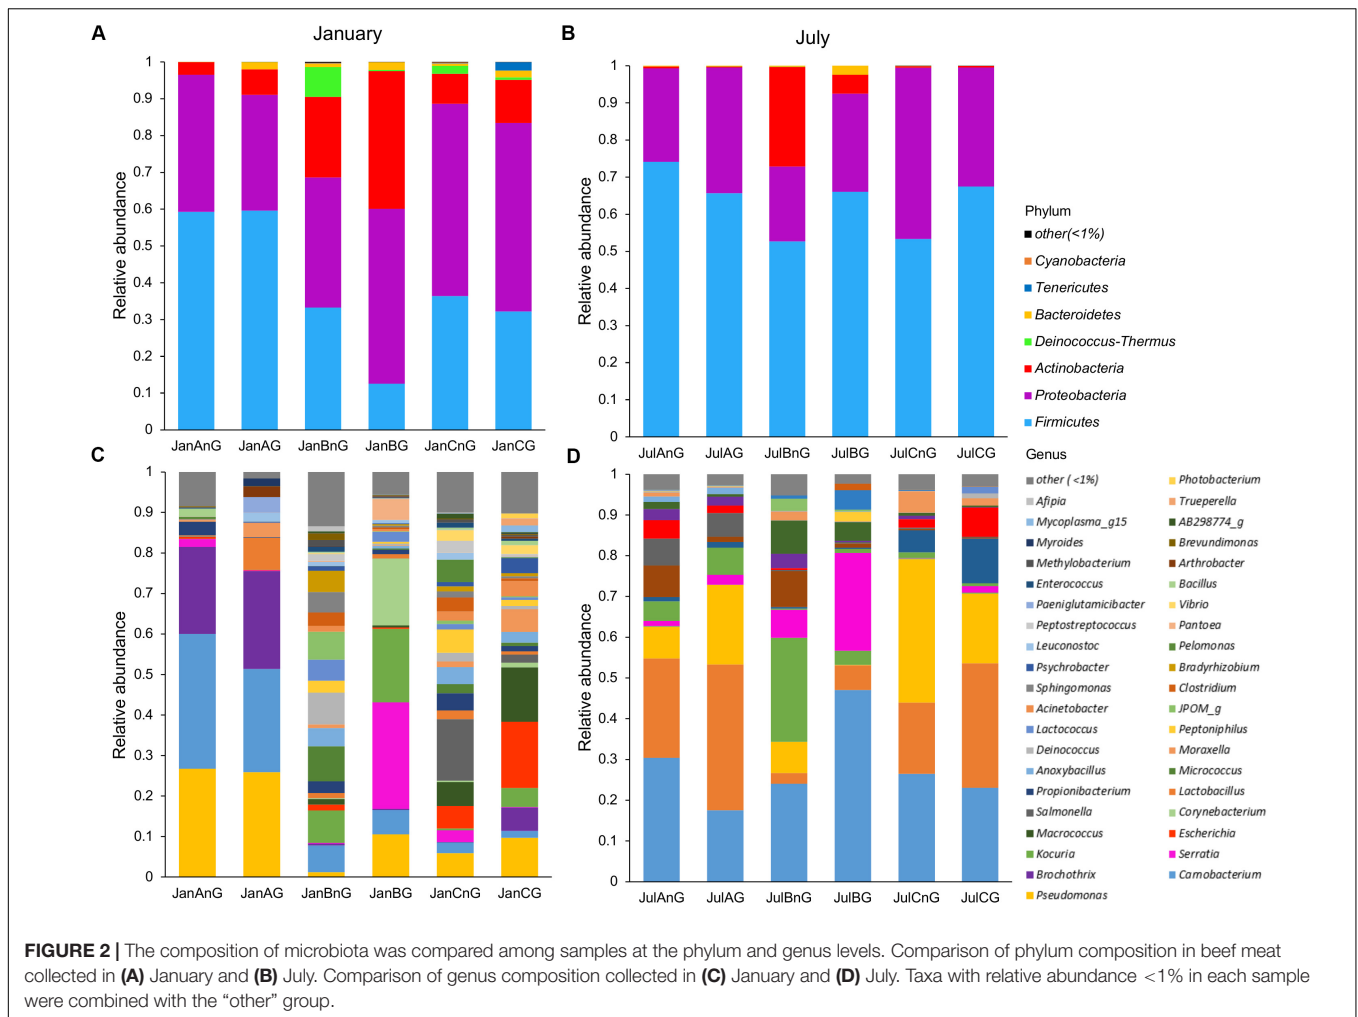 A
January
B
July
Relative abundance
1
0.9
0.8
0.7
0.6
0.5
0.4
0.3
0.2
0.1
0
JanAnG JanAG JanBnG JanBG JanCnG JanCG
Relative abundance
1
0.9
0.8
0.7
0.6
0.5
0.4
0.3
0.2
0.1
0
JulAnG JulAG JulBnG JulBG JulCnG JulCG
Phylum
other(<1%)
Cyanobacteria
Tenericutes
Bacteroidetes
Deinococcus-Thermus
Actinobacteria
Proteobacteria
Firmicutes
C
Relative abundance
1
0.9
0.8
0.7
0.6
0.5
0.4
0.3
0.2
0.1
0
JanAnG JanAG JanBnG JanBG JanCnG JanCG
D
Relative abundance
1
0.9
0.8
0.7
0.6
0.5
0.4
0.3
0.2
0.1
0
JulAnG JulAG JulBnG JulBG JulCnG JulCG
Genus
other (<1%) Photobacterium
Afipia Trueperella
Mycoplasma_g15 AB298774_g
Myroides Brevundimonas
Methylobacterium Arthrobacter
Enterococcus Bacillus
Paeniglutamicibacter Vibrio
Peptostreptococcus Pantoea
Leuconostoc Pelomonas
Psychrobacter Bradyrhizobium
Sphingomonas Clostridium
Acinetobacter JPOM_g
Lactococcus Peptoniphilus
Deinococcus Moraxella
Anoxybacillus Micrococcus
Propionibacterium Lactobacillus
Salmonella Corynebacterium
Macrococcus Escherichia
Kocuria Serratia
Brochothrix Carnobacterium
Pseudomonas
FIGURE 2 | The composition of microbiota was compared among samples at the phylum and genus levels. Comparison of phylum composition in beef meat
collected in (A) January and (B) July. Comparison of genus composition collected in (C) January and (D) July. Taxa with relative abundance <1% in each sample
were combined with the “other” group.